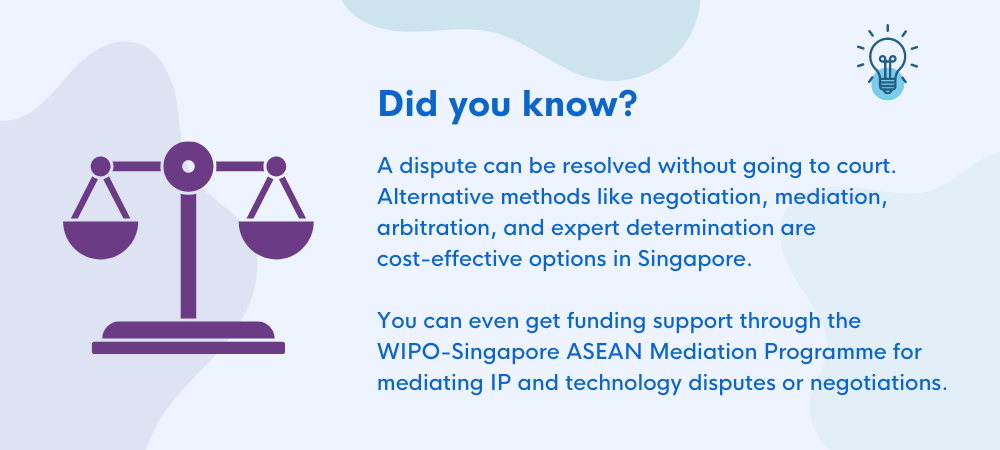 Did you know?
A dispute can be resolved without going to court.
Alternative methods like negotiation, mediation,
arbitration, and expert determination are
cost-effective options in Singapore.
You can even get funding support through the
WIPO-Singapore ASEAN Mediation Programme for
mediating IP and technology disputes or negotiations.